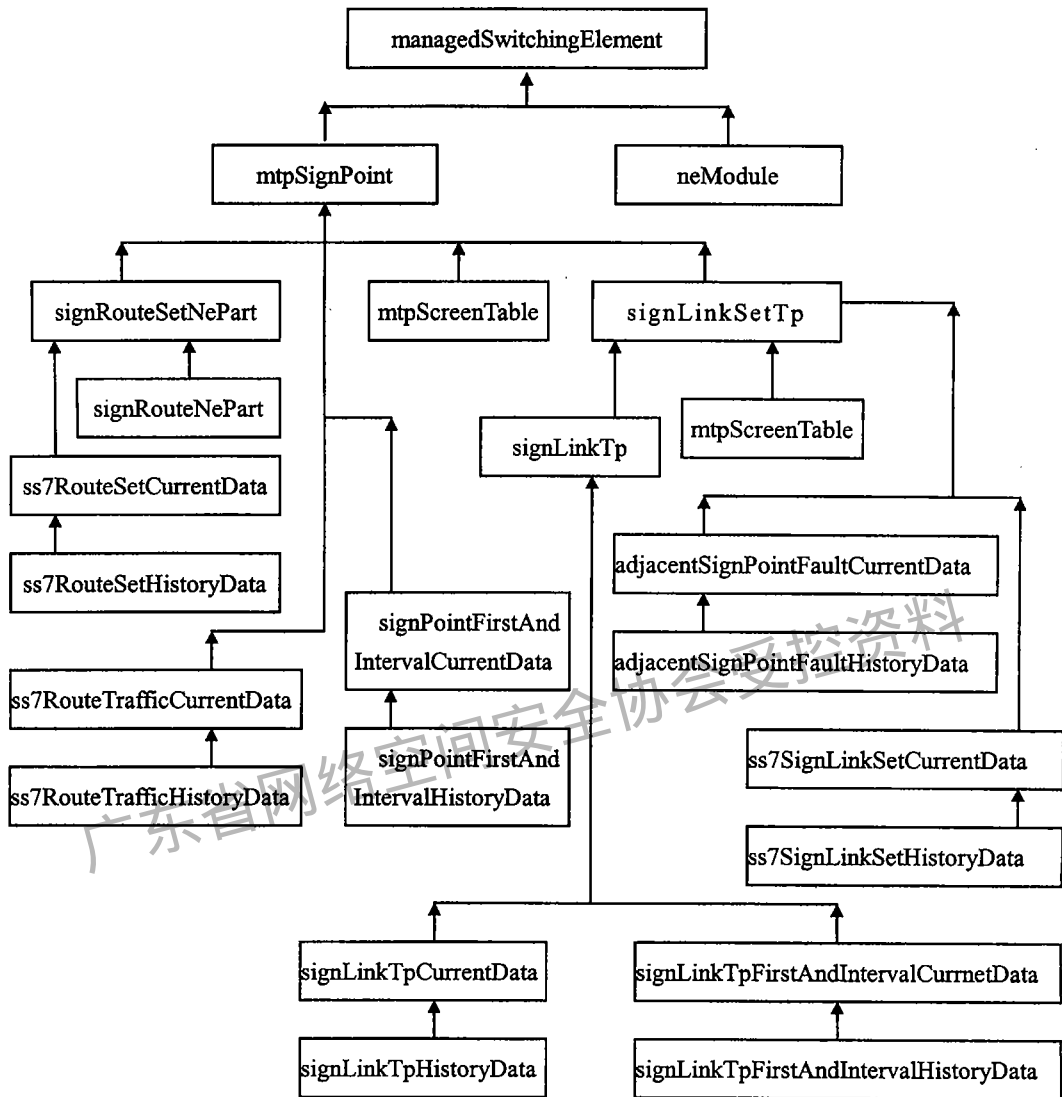 managedSwitchingElement
mtpSignPoint
neModule
signRouteSetNePart
mtpScreenTable
signLinkSetTp
signRouteNePart
signLinkTp
mtpScreenTable
ss7RouteSetCurrentData
ss7RouteSetHistoryData
adjacentSignPointFaultCurrentData
signPointFirstAnd
IntervalCurrentData
adjacentSignPointFaultHistoryData
ss7RouteTrafficCurrentData
signPointFirstAnd
IntervalHistoryData
ss7SignLinkSetCurrentData
ss7RouteTrafficHistoryData
ss7SignLinkSetHistoryData
signLinkTpCurrentData
signLinkTpFirstAndIntervalCurrnetData
signLinkTpHistoryData
signLinkTpFirstAndIntervalHistoryData
广东省网络空间安全协会受控资料